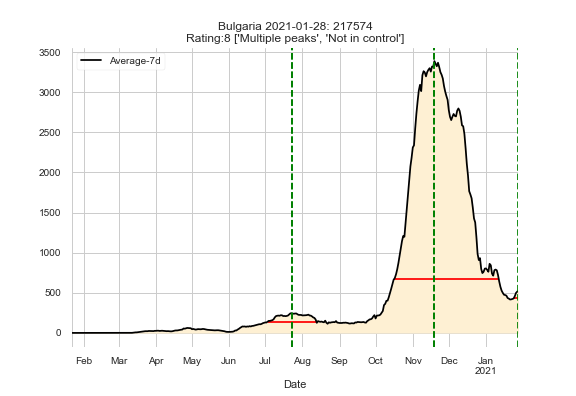 Bulgaria 2021-01-28: 217574
Rating:8 ['Multiple peaks', 'Not in control']
Average-7d
3500
3000
2500
2000
1500
1000
500
0
Feb Mar Apr May Jun Jul Aug Sep Oct Nov Dec Jan
2021
Date